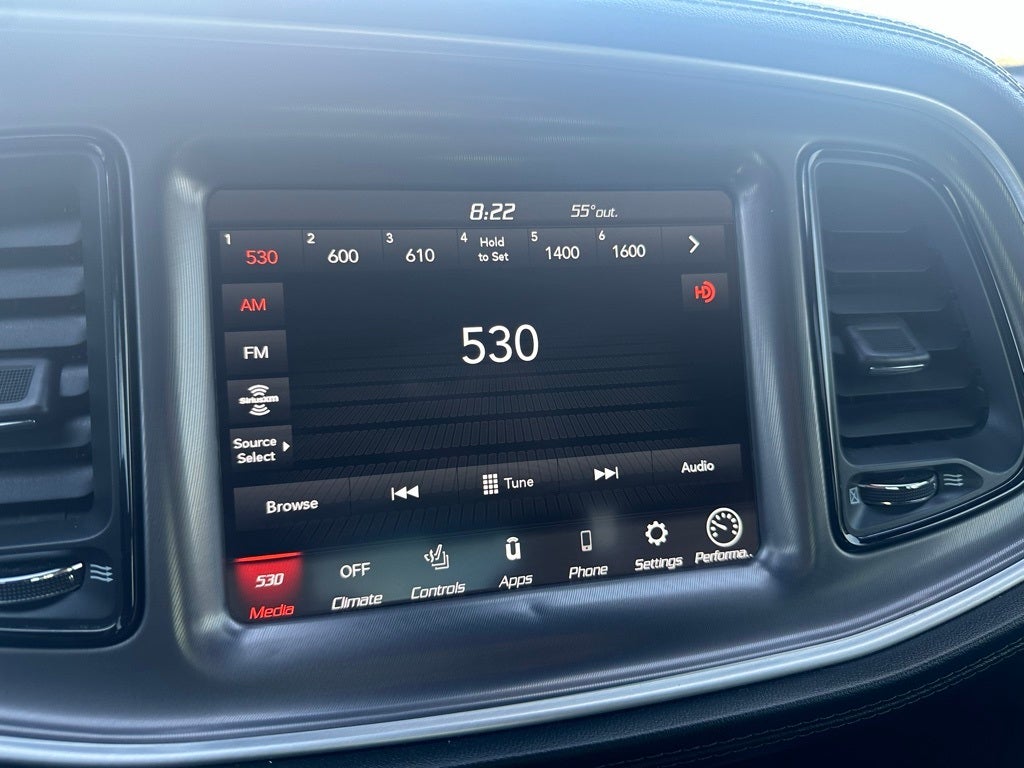 8:22 55°out.
1 530 2 600 3 610 4 Hold to Set 5 1400 6 1600
HD
AM
530
FM
SiriusXM
Source
Select
Browse Tune Audio
530 OFF
Media Climate Controls Apps Phone Settings Performa..